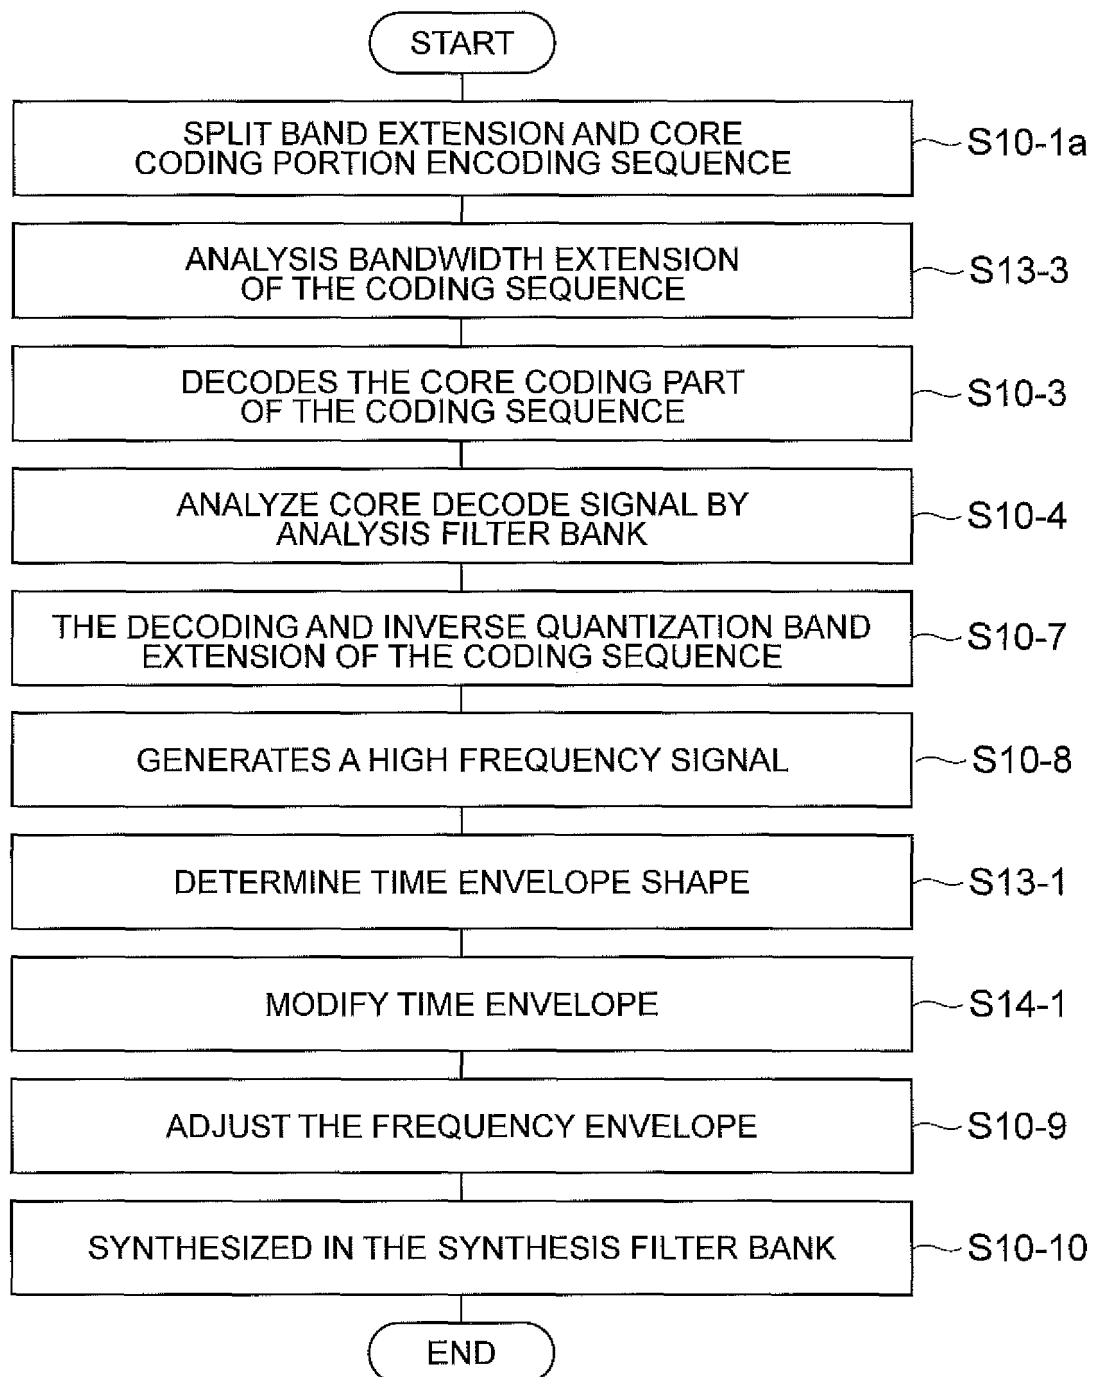 START
SPLIT BAND EXTENSION AND CORE
CODING PORTION ENCODING SEQUENCE
S10-1a
ANALYSIS BANDWIDTH EXTENSION
OF THE CODING SEQUENCE
S13-3
DECODES THE CORE CODING PART
OF THE CODING SEQUENCE
S10-3
ANALYZE CORE DECODE SIGNAL BY
ANALYSIS FILTER BANK
S10-4
THE DECODING AND INVERSE QUANTIZATION BAND
EXTENSION OF THE CODING SEQUENCE
S10-7
GENERATES A HIGH FREQUENCY SIGNAL
S10-8
DETERMINE TIME ENVELOPE SHAPE
S13-1
MODIFY TIME ENVELOPE
S14-1
ADJUST THE FREQUENCY ENVELOPE
S10-9
SYNTHESIZED IN THE SYNTHESIS FILTER BANK
S10-10
END